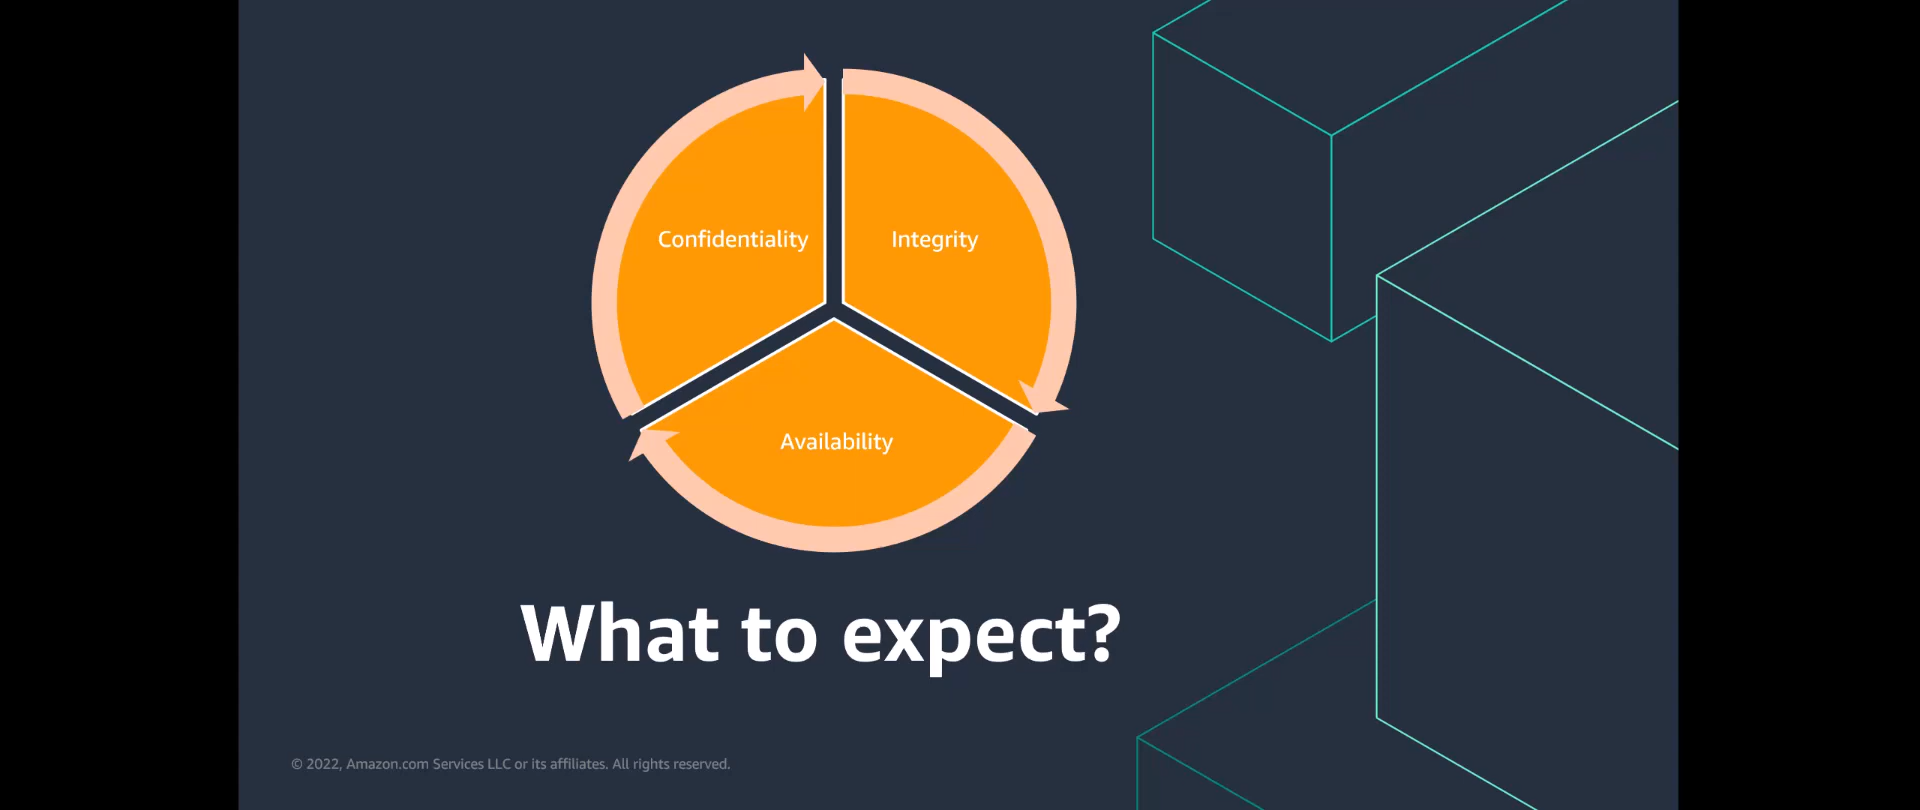 Confidentiality
Integrity
Availability
What to expect?
© 2022, Amazon.com Services LLC or its affiliates. All rights reserved.